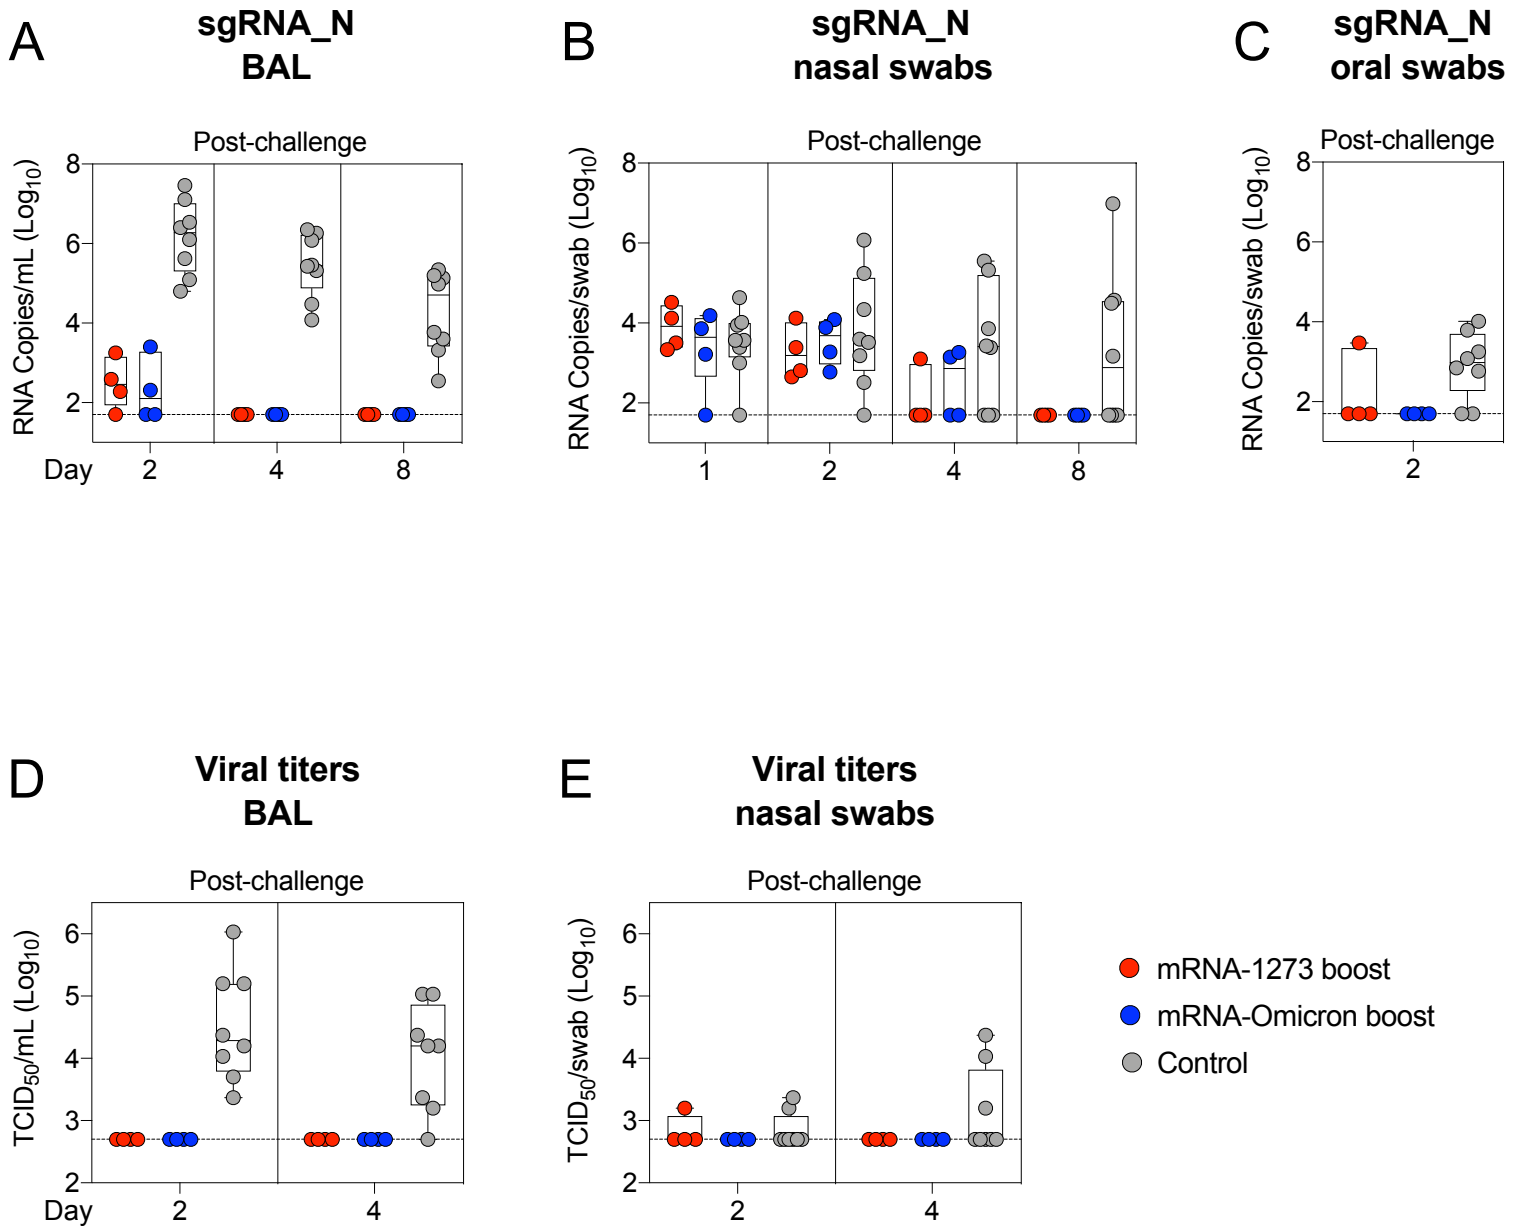 A
sgRNA_N
BAL
Post-challenge
RNA Copies/mL (Log10)
8
6
4
2
Day
2
4
8
B
sgRNA_N
nasal swabs
Post-challenge
RNA Copies/swab (Log10)
8
6
4
2
1
2
4
8
C
sgRNA_N
oral swabs
Post-challenge
RNA Copies/swab (Log10)
8
6
4
2
2
D
Viral titers
BAL
Post-challenge
TCID50/mL (Log10)
6
5
4
3
2
Day
2
4
E
Viral titers
nasal swabs
Post-challenge
TCID50/swab (Log10)
6
5
4
3
2
2
4
mRNA-1273 boost
mRNA-Omicron boost
Control